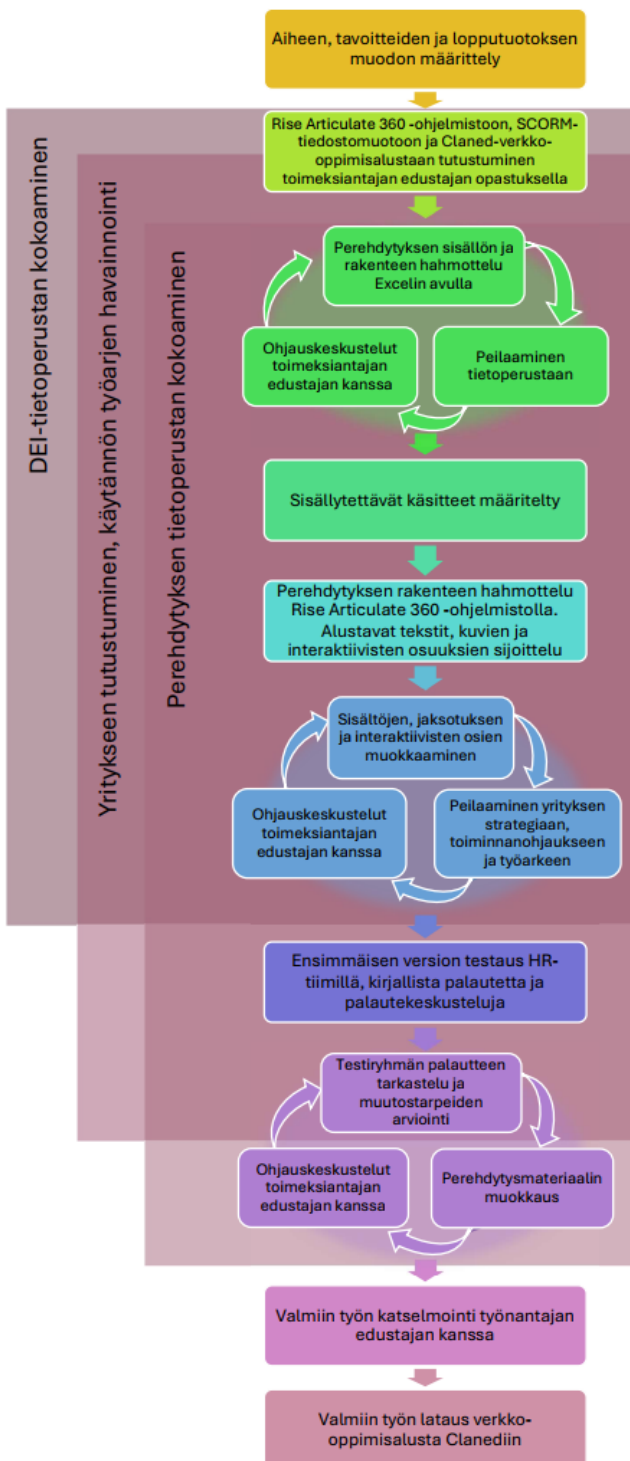 Aiheen, tavoitteiden ja lopputuotoksen
muodon määrittely
DEI-tietoperustan kokoaminen
Yritykseen tutustuminen, käytännön työarjen havainnointi
Perehdytyksen tietoperustan kokoaminen
Rise Articulate 360 -ohjelmistoon, SCORM-
tiedostomuotoon ja Claned-verkko-
oppimisalustaan tutustuminen
toimeksiantajan edustajan opastuksella
Perehdytyksen sisällön ja
rakenteen hahmottelu
Excelin avulla
Ohjauskeskustelut
toimeksiantajan
edustajan kanssa
Peilaaminen
tietoperustaan
Sisällytettävät käsitteet määritelty
Perehdytyksen rakenteen hahmottelu
Rise Articulate 360 -ohjelmistolla.
Alustavat tekstit, kuvien ja
interaktiivisten osuuksien sijoittelu
Sisältöjen, jaksotuksen
ja interaktiivisten osien
muokkaaminen
Ohjauskeskustelut
toimeksiantajan
edustajan kanssa
Peilaaminen yrityksen
strategiaan,
toiminnanohjaukseen
ja työarkeen
Ensimmäisen version testaus HR-
tiimillä, kirjallista palautetta ja
palautekeskusteluja
Testiryhmän palautteen
tarkastelu ja
muutostarpeiden
arviointi
Ohjauskeskustelut
toimeksiantajan
edustajan kanssa
Perehdytysmateriaalin
muokkaus
Valmiin työn katselmointi työnantajan
edustajan kanssa
Valmiin työn lataus verkko-
oppimisalusta Clanediin